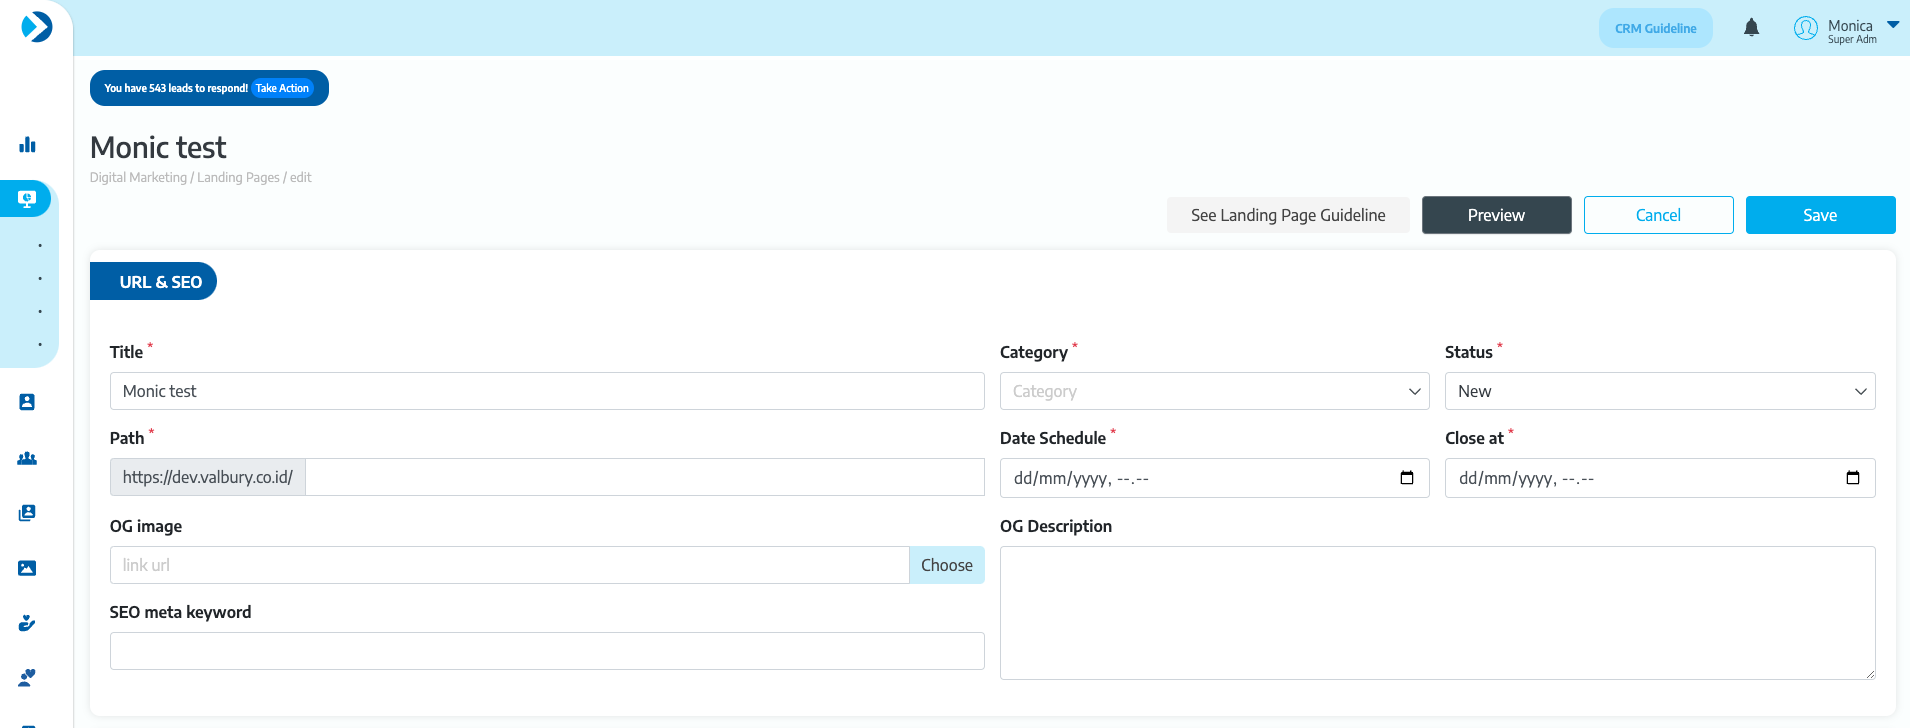 CRM Guideline
Monica
Super Adm
You have 543 leads to respond! Take Action
Monic test
Digital Marketing / Landing Pages / edit
See Landing Page Guideline
Preview
Cancel
Save
URL & SEO
Title *
Category *
Status *
Monic test
Category
New
Path *
Date Schedule *
Close at *
https://dev.valbury.co.id/
dd/mm/yyyy, --.--
dd/mm/yyyy, --.--
OG image
OG Description
link url
Choose
SEO meta keyword